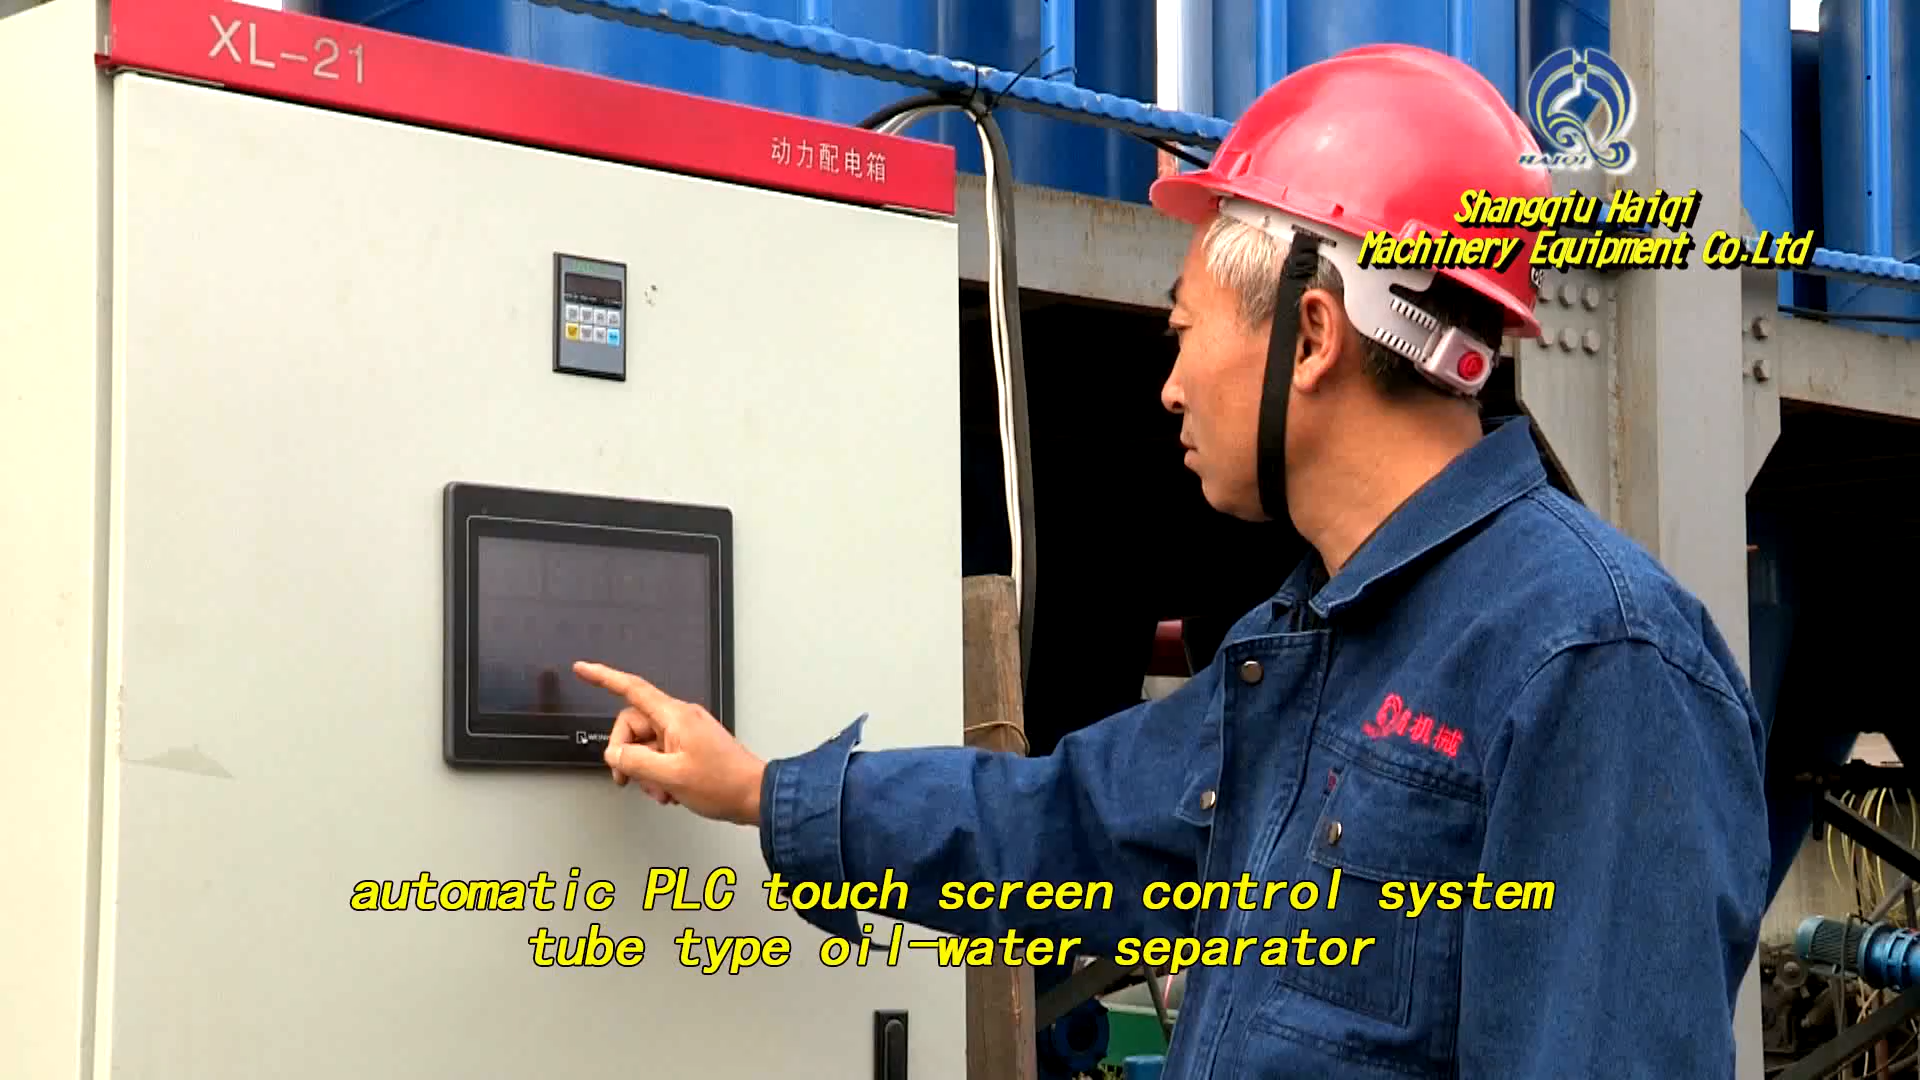 XL-21
动力配电箱
HAIQI
Shangqiu Haiqi
Machinery Equipment Co.Ltd
机械
automatic PLC touch screen control system
tube type oil-water separator